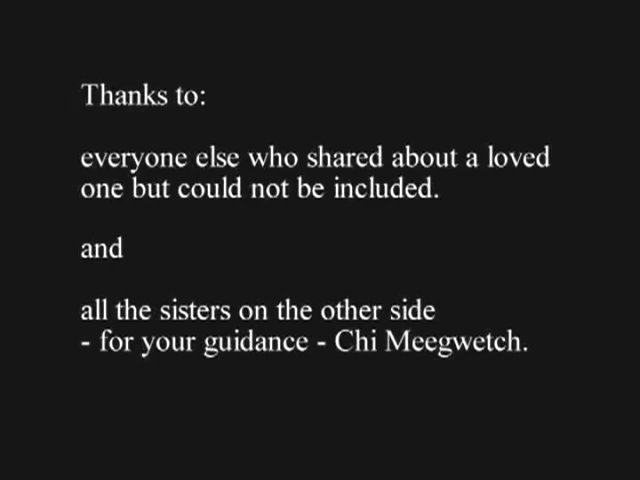 Thanks to:
everyone else who shared about a loved
one but could not be included.
and
all the sisters on the other side
- for your guidance - Chi Meegwetch.